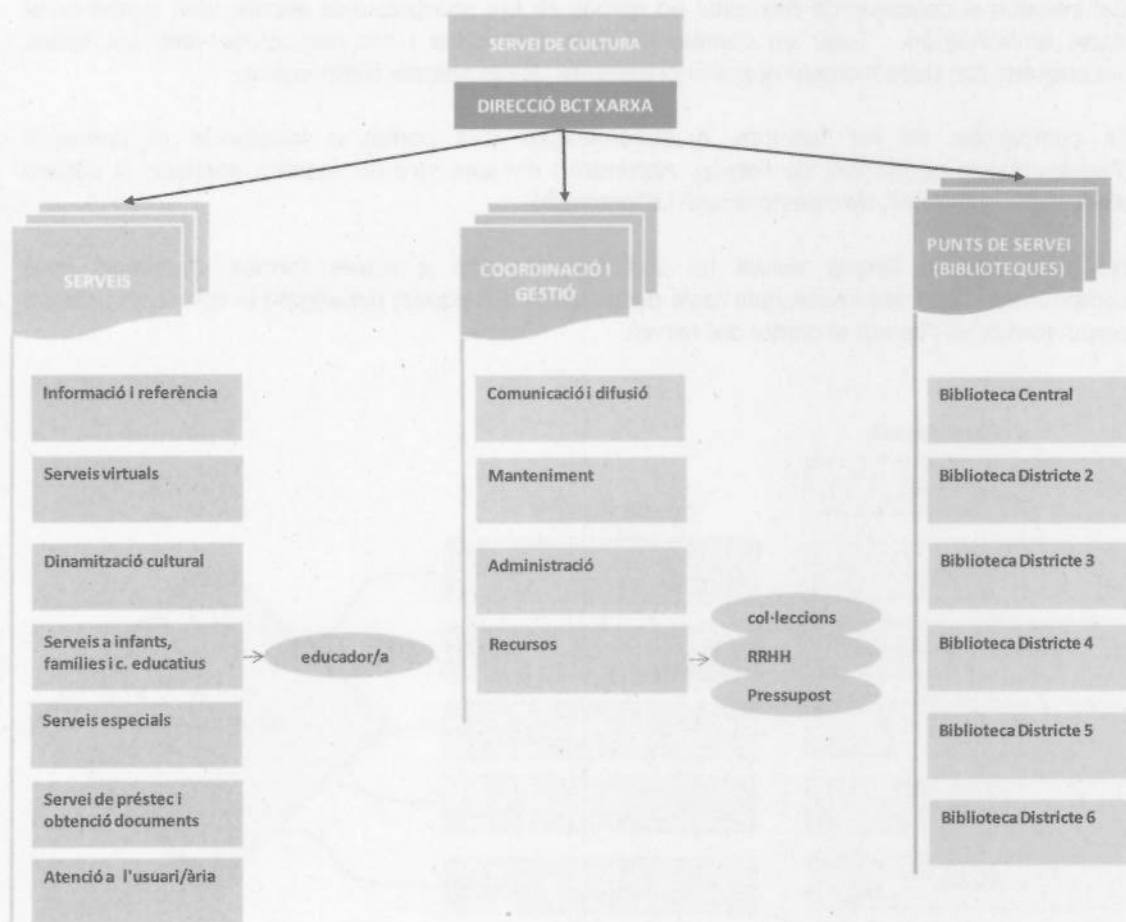 SERVEI DE CULTURA
DIRECCIÓ BCT XARXA
SERVEIS
Informació i referència
Serveis virtuals
Dinamització cultural
Serveis a infants,
famílies i c. educatius
educador/a
Serveis especials
Servei de préstec i
obtenció documents
Atenció a l'usuari/ària
COORDINACIÓ I
GESTIÓ
Comunicació i difusió
Manteniment
Administració
Recursos
col·leccions
RRHH
Pressupost
PUNTS DE SERVEI
(BIBLIOTEQUES)
Biblioteca Central
Biblioteca Districte 2
Biblioteca Districte 3
Biblioteca Districte 4
Biblioteca Districte 5
Biblioteca Districte 6